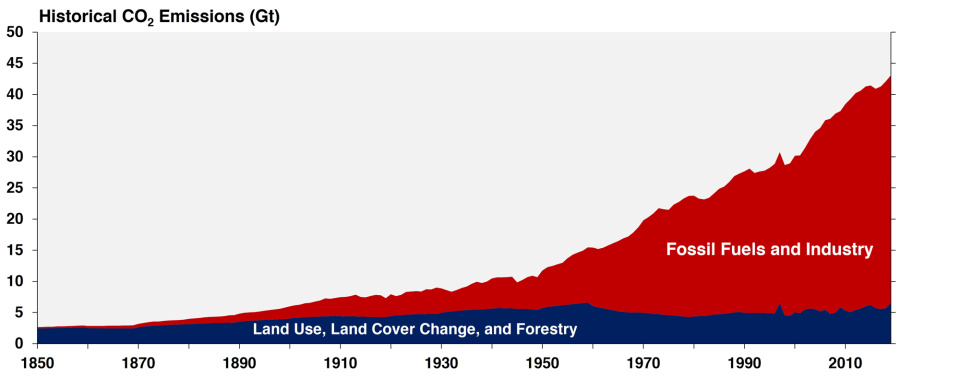 Historical CO₂ Emissions (Gt)
50
45
40
35
30
25
20
15
10
5
0
Fossil Fuels and Industry
Land Use, Land Cover Change, and Forestry
1850 1870 1890 1910 1930 1950 1970 1990 2010